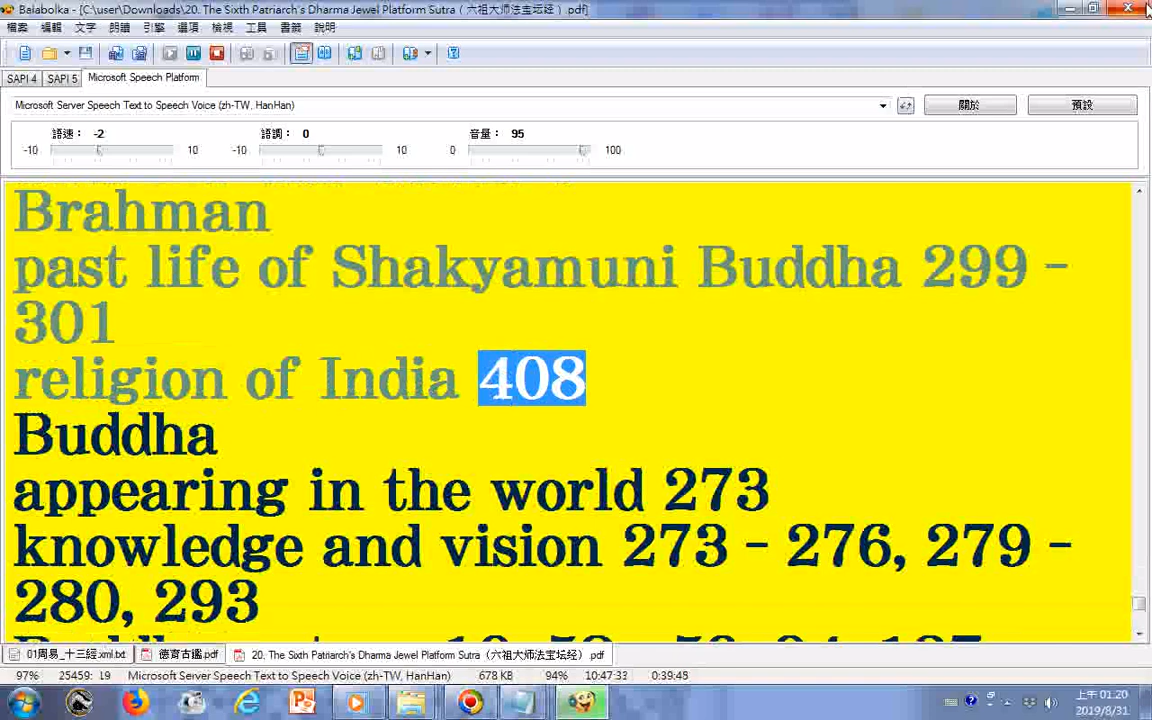 Balabolka - [C:\user\Downloads\20. The Sixth Patriarch's Dharma Jewel Platform Sutra（六祖大师法宝坛经）.pdf]
檔案 編輯 文字 朗讀 引擎 選項 檢視 工具 書籤 說明
SAPI 4 SAPI 5 Microsoft Speech Platform
Microsoft Server Speech Text to Speech Voice (zh-TW, HanHan) 關於 預設
語速： -2 語調： 0 音量： 95
-10 10 -10 10 0 100
Brahman
past life of Shakyamuni Buddha 299 -
301
religion of India 408
Buddha
appearing in the world 273
knowledge and vision 273 - 276, 279 -
280, 293
01周易_十三經.xml.txt 德育古鑑.pdf 20. The Sixth Patriarch's Dharma Jewel Platform Sutra（六祖大师法宝坛经）.pdf
97% 25459: 19 Microsoft Server Speech Text to Speech Voice (zh-TW, HanHan) 678 KB 94% 10:47:33 0:39:48
上午 01:20
2019/8/31